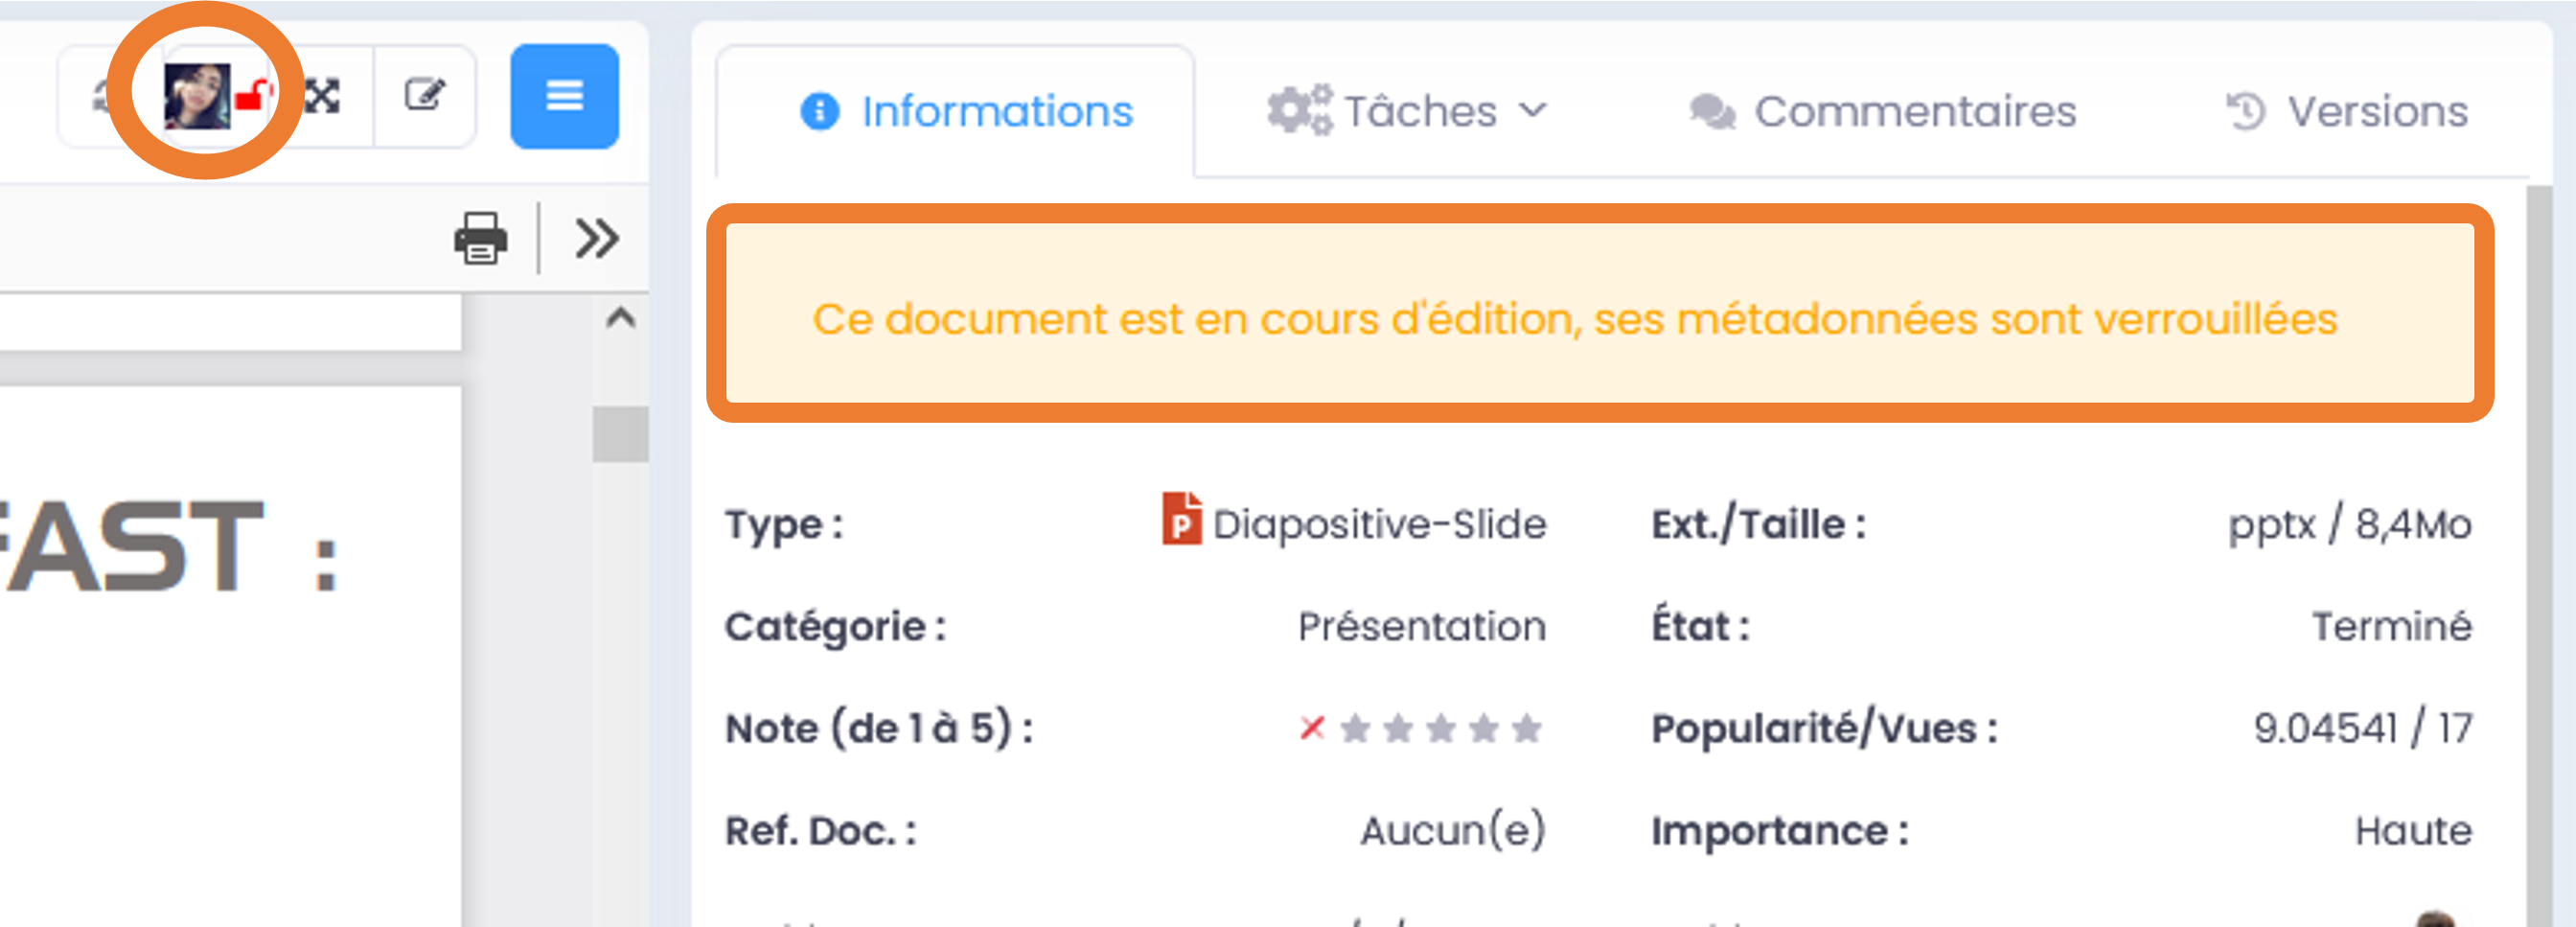 Informations
Tâches
Commentaires
Versions
Ce document est en cours d'édition, ses métadonnées sont verrouillées
FAST :
Type : Diapositive-Slide Ext./Taille : pptx / 8,4Mo
Catégorie : Présentation État : Terminé
Note (de 1 à 5) : Popularité/Vues : 9.04541 / 17
Ref. Doc. : Aucun(e) Importance : Haute